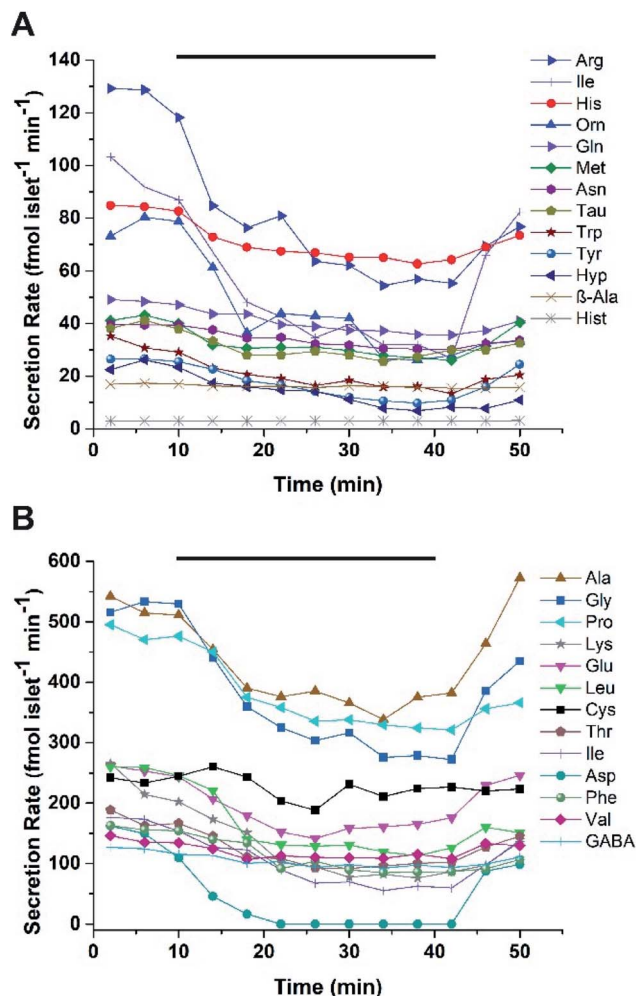 A
140
120
100
80
60
40
20
0
Secretion Rate (fmol islet⁻¹ min⁻¹)
0 10 20 30 40 50
Time (min)
Arg
Ile
His
Orn
Gln
Met
Asn
Tau
Trp
Tyr
Hyp
ß-Ala
Hist
B
600
500
400
300
200
100
0
Secretion Rate (fmol islet⁻¹ min⁻¹)
0 10 20 30 40 50
Time (min)
Ala
Gly
Pro
Lys
Glu
Leu
Cys
Thr
Ile
Asp
Phe
Val
GABA